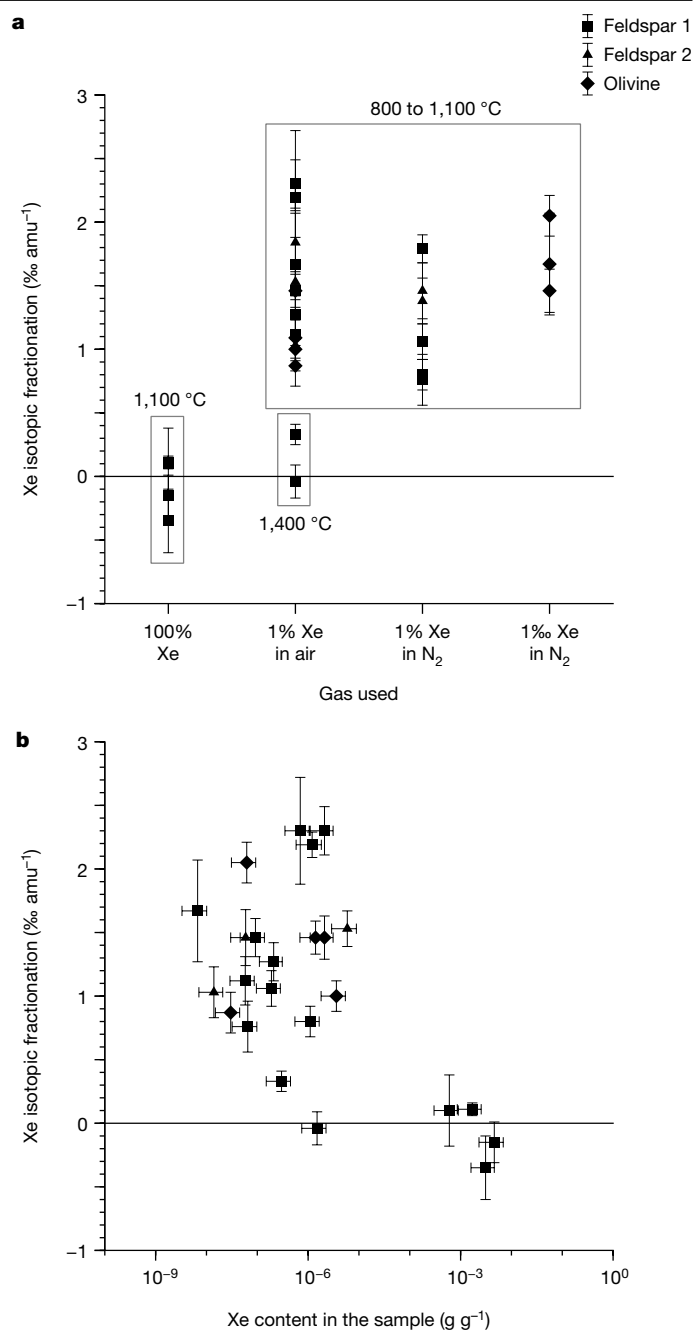 a
Feldspar 1
Feldspar 2
Olivine
Xe isotopic fractionation (‰ amu⁻¹)
3
2
1
0
−1
800 to 1,100 °C
1,100 °C
1,400 °C
100%
Xe
1% Xe
in air
1% Xe
in N₂
1‰ Xe
in N₂
Gas used
b
Xe isotopic fractionation (‰ amu⁻¹)
3
2
1
0
−1
10⁻⁹
10⁻⁶
10⁻³
10⁰
Xe content in the sample (g g⁻¹)